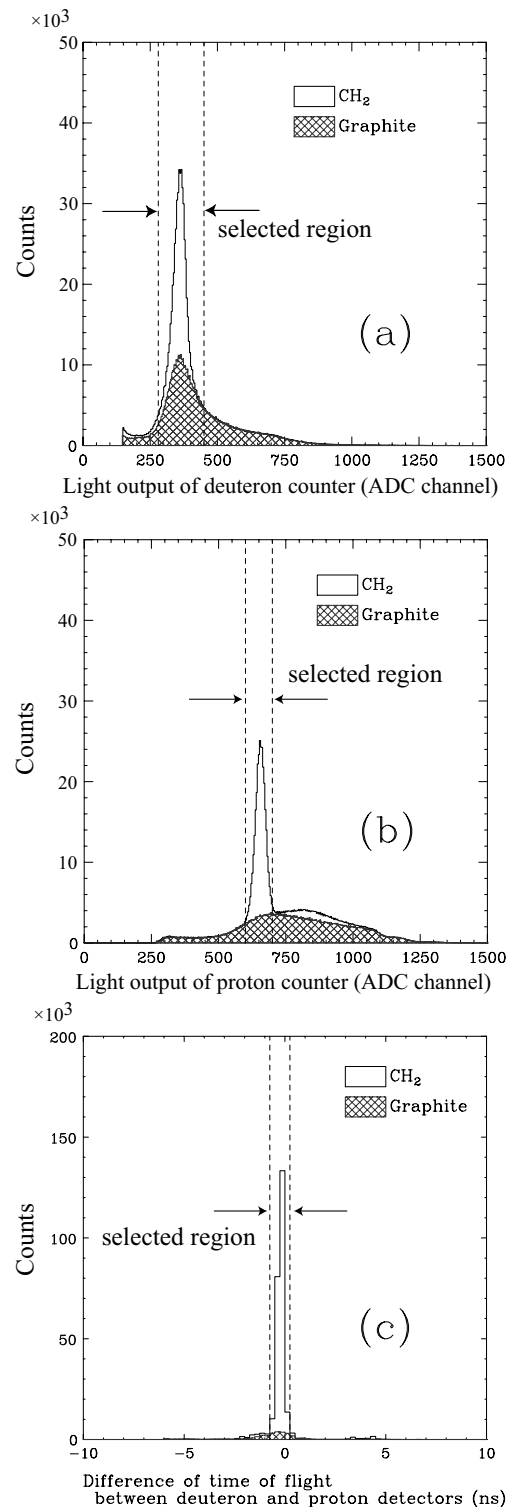 ×10³
50
40
30
20
10
0
Counts
CH₂
Graphite
selected region
(a)
0 250 500 750 1000 1250 1500
Light output of deuteron counter (ADC channel)
×10³
50
40
30
20
10
0
Counts
CH₂
Graphite
selected region
(b)
0 250 500 750 1000 1250 1500
Light output of proton counter (ADC channel)
×10³
200
150
100
50
0
Counts
CH₂
Graphite
selected region
(c)
-10 -5 0 5 10
Difference of time of flight
between deuteron and proton detectors (ns)